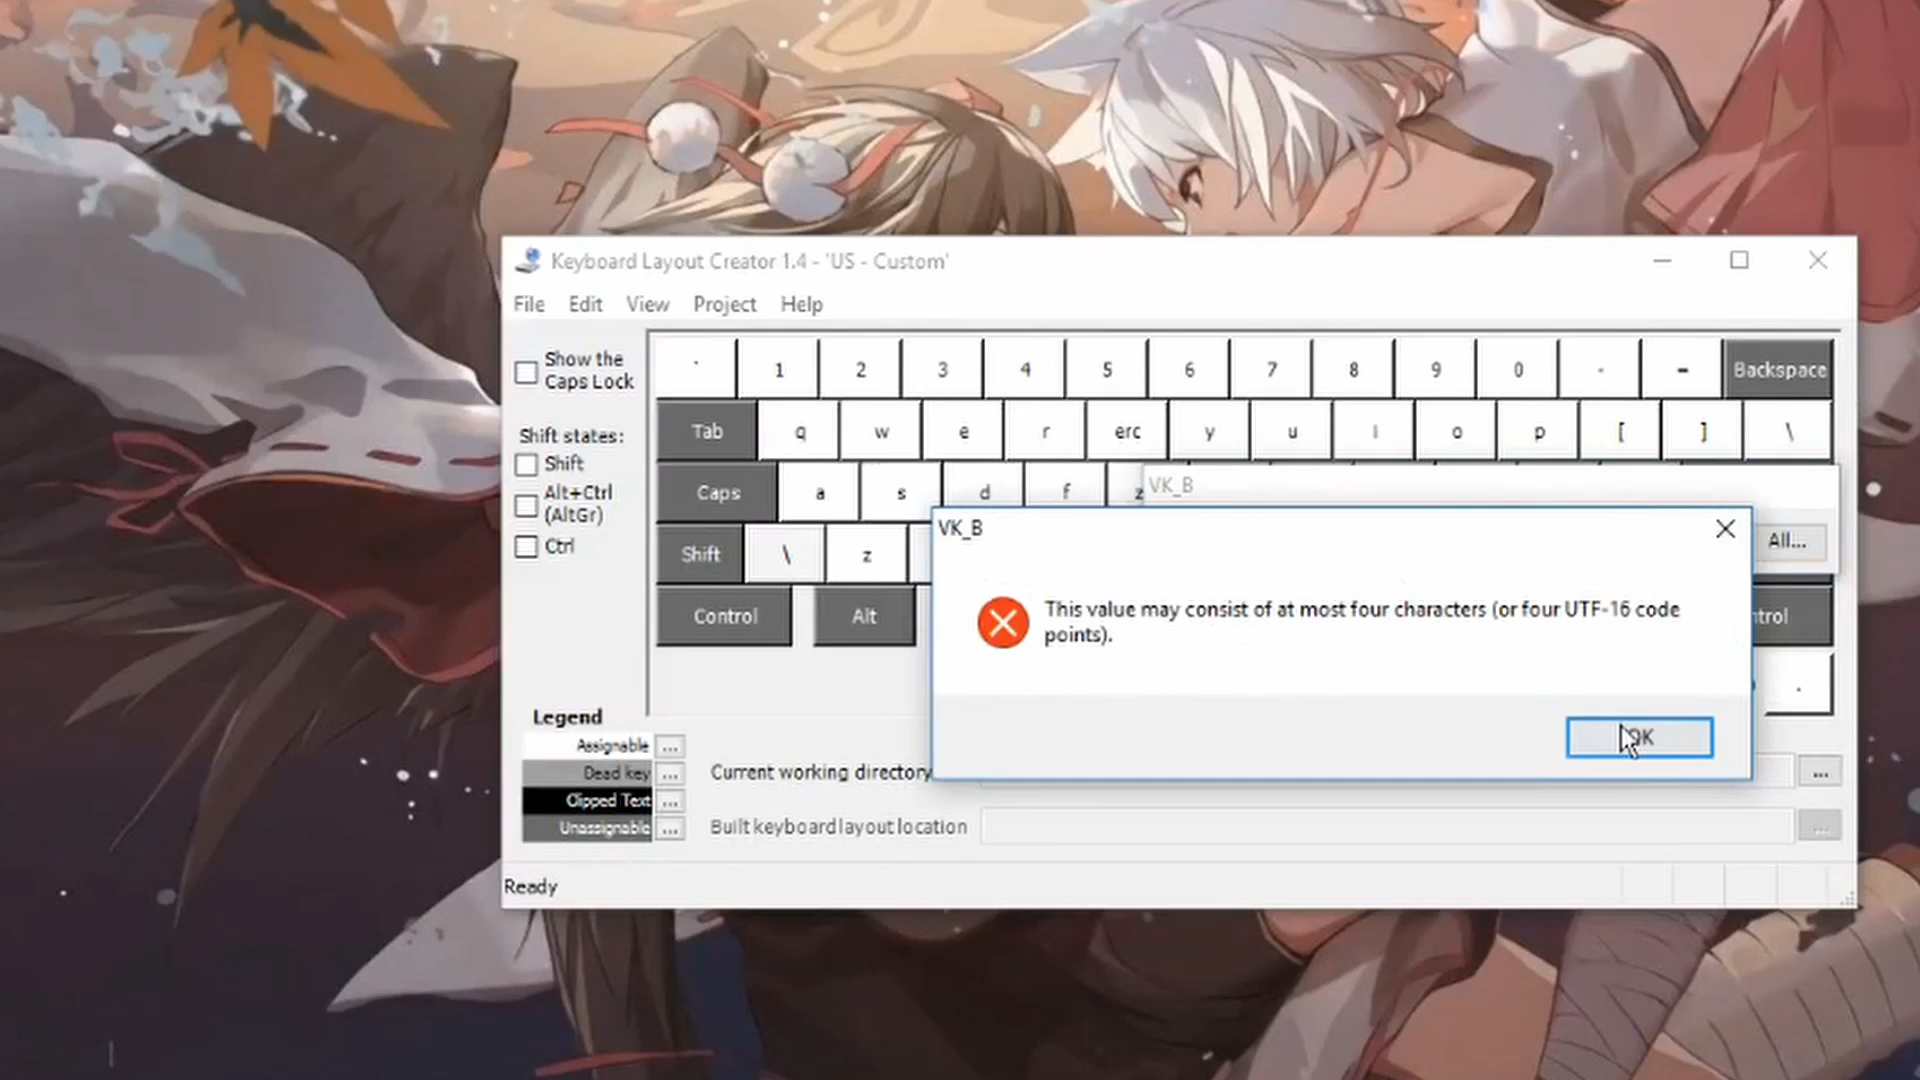 Keyboard Layout Creator 1.4 - 'US - Custom'
File Edit View Project Help
Show the
Caps Lock
Shift states:
Shift
Alt+Ctrl
(AltGr)
Ctrl
` 1 2 3 4 5 6 7 8 9 0 - = Backspace
Tab q w e r erc y u i o p [ ] \
Caps a s d f
Shift \ z
Control Alt
VK_B
All...
VK_B
This value may consist of at most four characters (or four UTF-16 code
points).
OK
.
Legend
Assignable ...
Dead key ...
Clipped Text ...
Unassignable ...
Current working directory ...
Built keyboard layout location ...
Ready